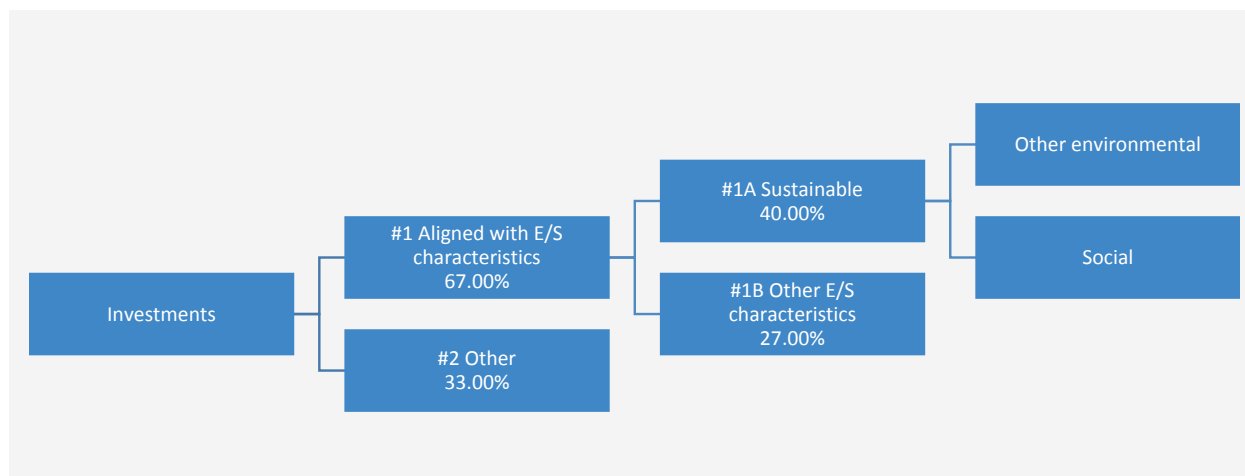 Investments
#1 Aligned with E/S
characteristics
67.00%
#2 Other
33.00%
#1A Sustainable
40.00%
#1B Other E/S
characteristics
27.00%
Other environmental
Social